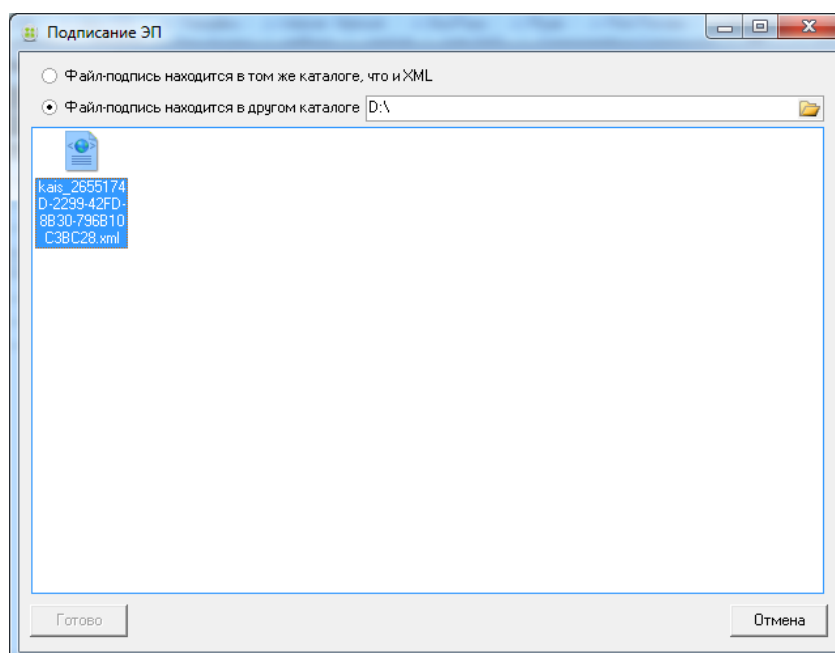 Подписание ЭП
Файл-подпись находится в том же каталоге, что и XML
Файл-подпись находится в другом каталоге D:\
kais_2655174
D-2299-42FD-
8B30-796B10
C3BC28.xml
Готово Отмена